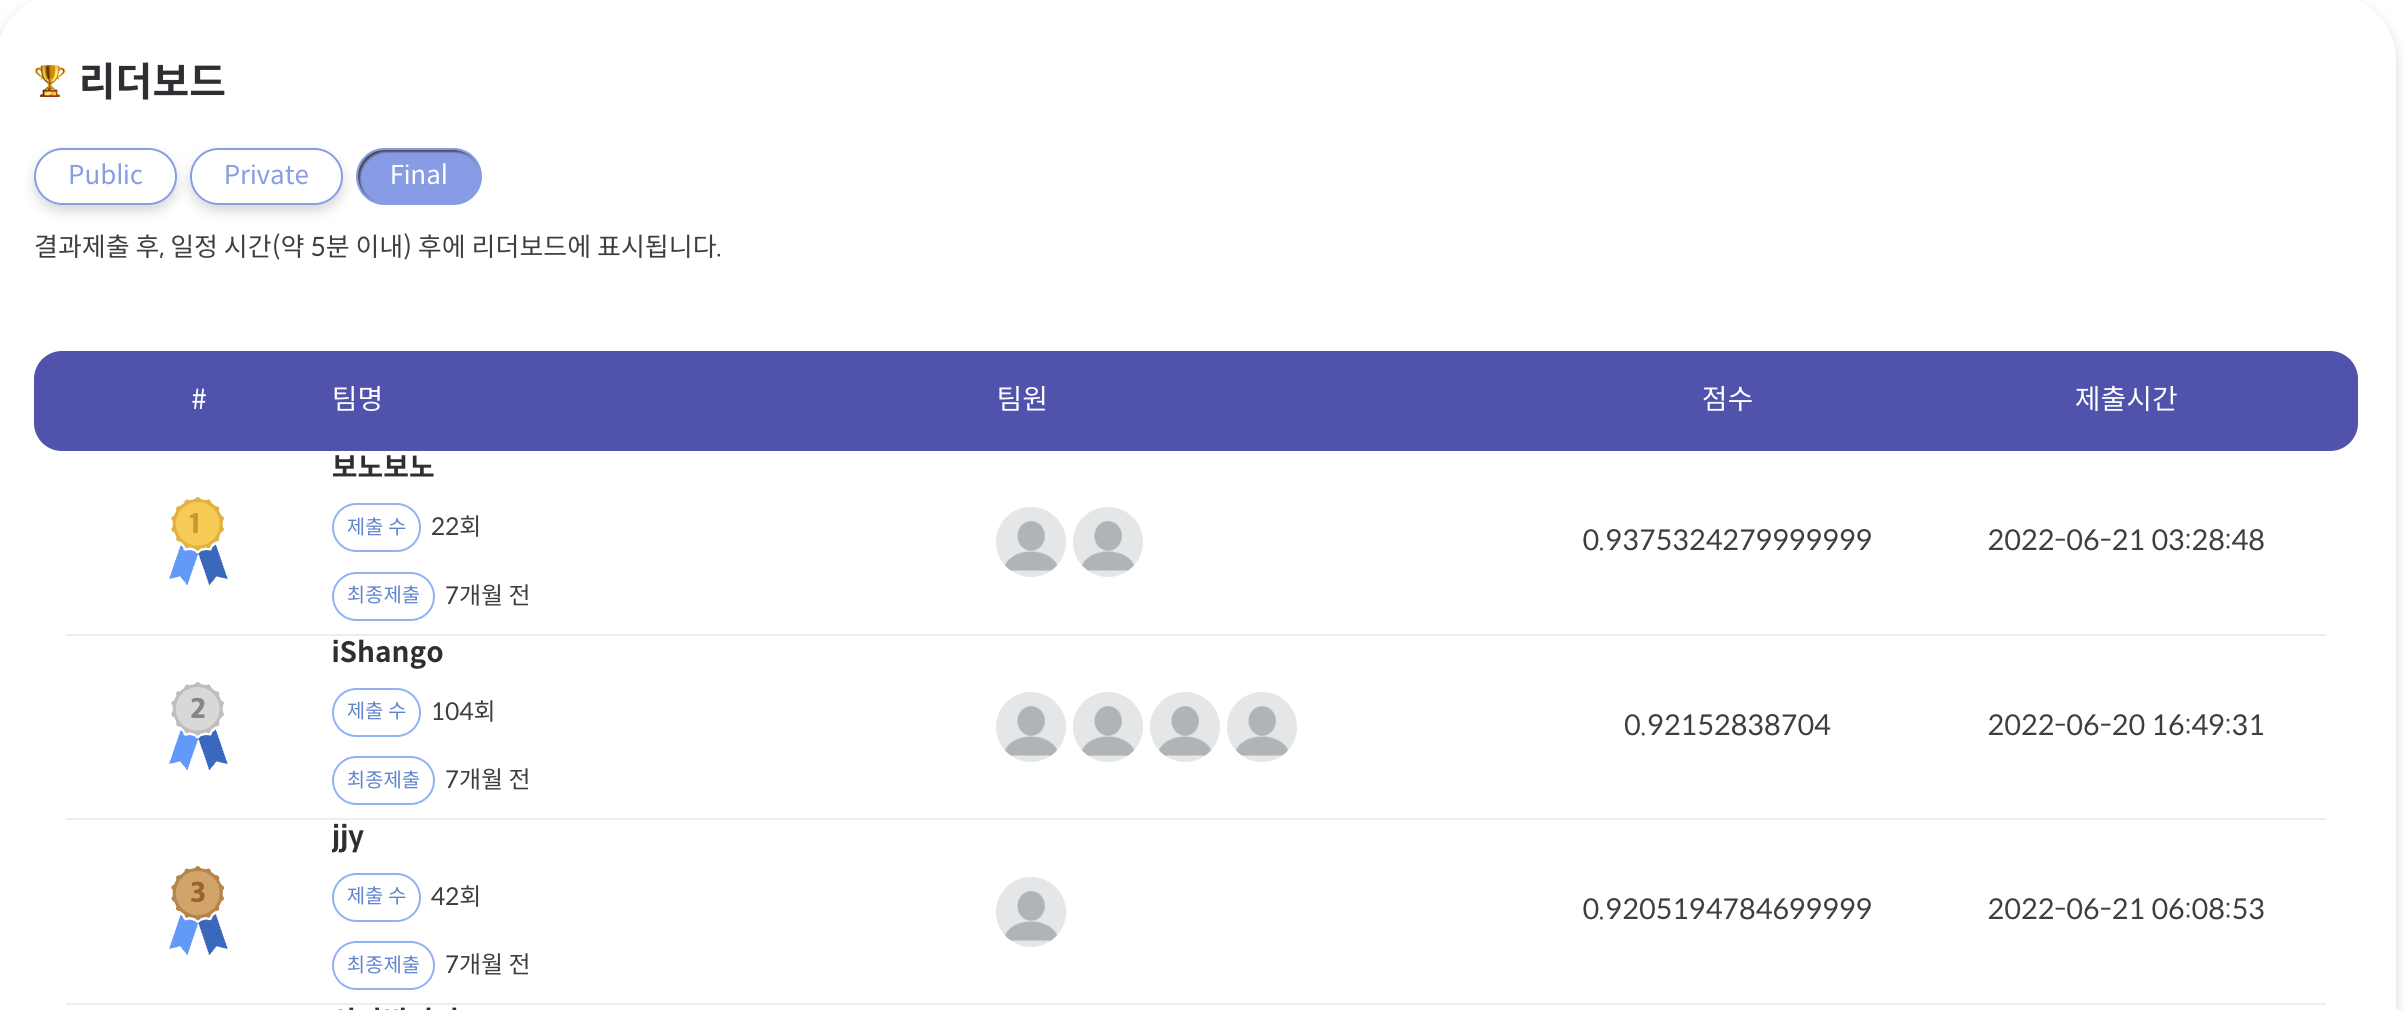 리더보드
Public Private Final
결과제출 후, 일정 시간(약 5분 이내) 후에 리더보드에 표시됩니다.
# 팀명 팀원 점수 제출시간
보노보노
1 제출 수 22회 0.9375324279999999 2022-06-21 03:28:48
최종제출 7개월 전
iShango
2 제출 수 104회 0.92152838704 2022-06-20 16:49:31
최종제출 7개월 전
jjy
3 제출 수 42회 0.9205194784699999 2022-06-21 06:08:53
최종제출 7개월 전